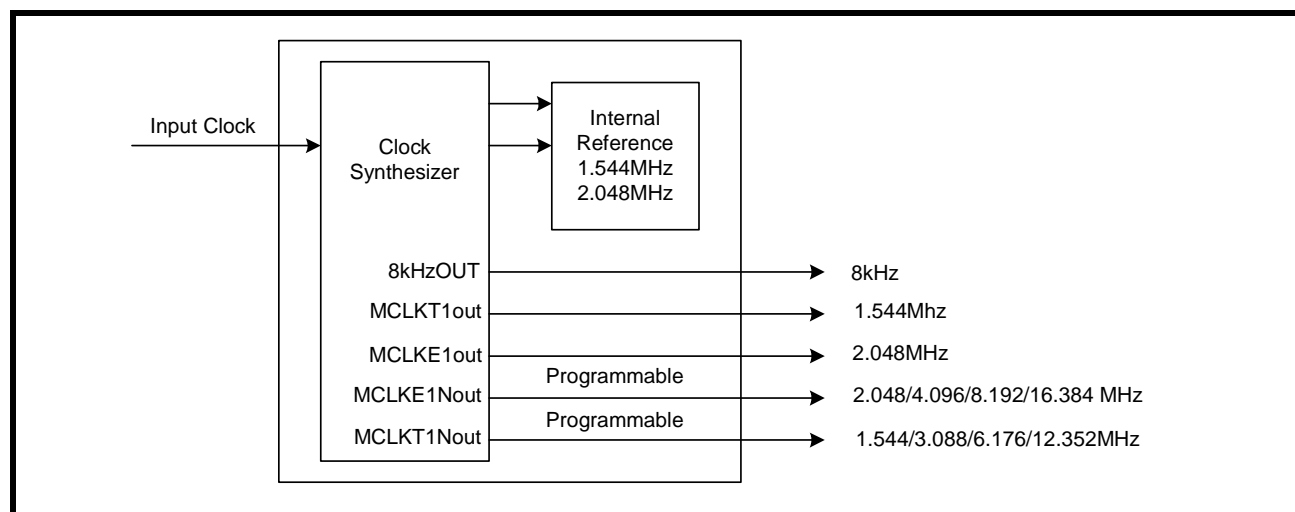 Input Clock
Clock
Synthesizer
Internal
Reference
1.544MHz
2.048MHz
8kHzOUT
8kHz
MCLKT1out
1.544Mhz
MCLKE1out
2.048MHz
MCLKE1Nout
Programmable
2.048/4.096/8.192/16.384 MHz
MCLKT1Nout
Programmable
1.544/3.088/6.176/12.352MHz